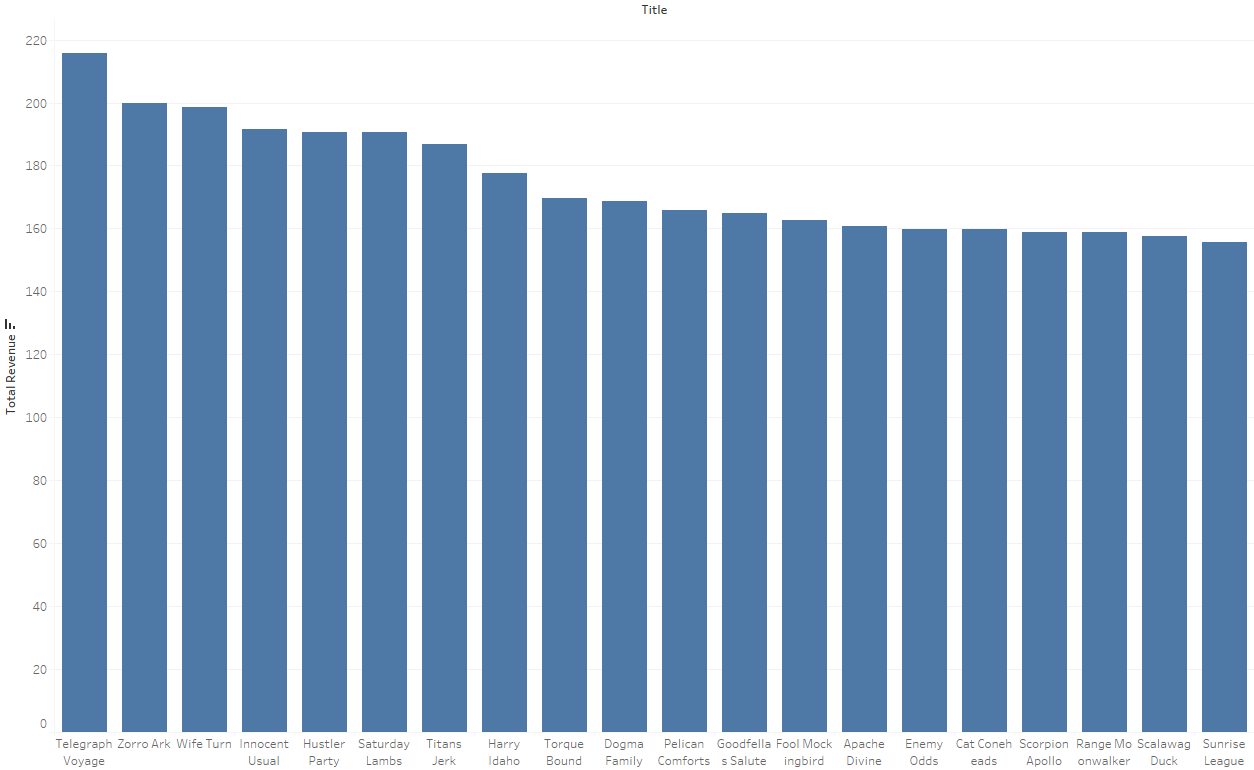 Title
220
200
180
160
140
120
100
80
60
40
20
0
Total Revenue
Telegraph Voyage
Zorro Ark
Wife Turn
Innocent Usual
Hustler Party
Saturday Lambs
Titans Jerk
Harry Idaho
Torque Bound
Dogma Family
Pelican Comforts
Goodfella
s Salute
Fool Mock
ingbird
Apache Divine
Enemy Odds
Cat Coneh
eads
Scorpion Apollo
Range Mo
onwalker
Scalawag Duck
Sunrise League